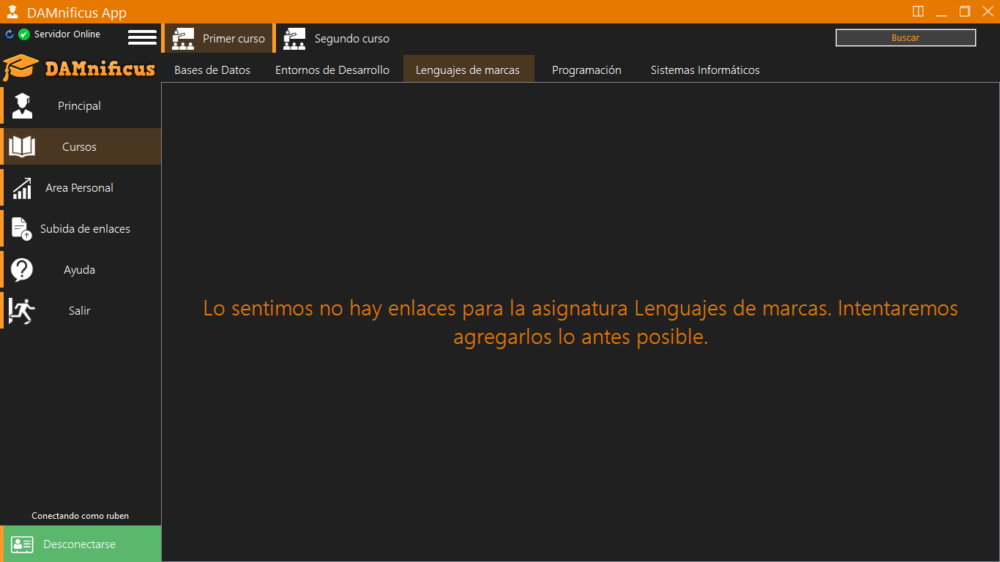 DAMnificus App
Servidor Online
Primer curso
Segundo curso
Buscar
DAMnificus
Bases de Datos
Entornos de Desarrollo
Lenguajes de marcas
Programación
Sistemas Informáticos
Principal
Cursos
Area Personal
Subida de enlaces
Ayuda
Salir
Lo sentimos no hay enlaces para la asignatura Lenguajes de marcas. Intentaremos
agregarlos lo antes posible.
Conectando como ruben
Desconectarse